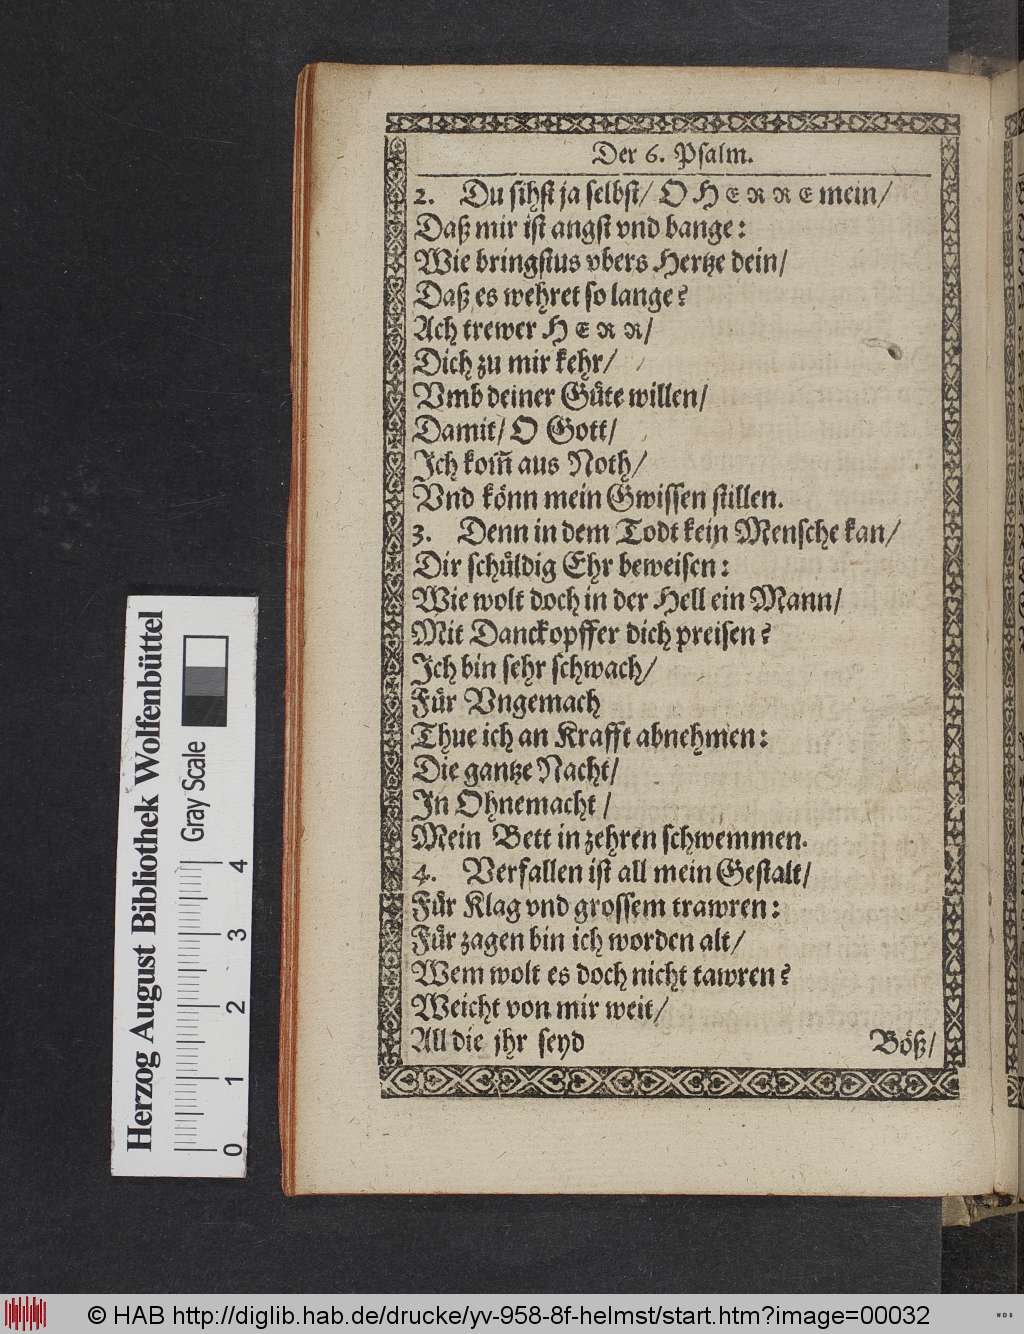 Der 6. Psalm.
2. Du sihst ja selbst/ O HERRE mein/
Daß mir ist angst vnd bange:
Wie bringstus vbers Hertze dein/
Daß es wehret so lange?
Ach trewer HERR/
Dich zu mir kehr/
Vmb deiner Güte willen/
Damit/ O Gott/
Ich kom̄ aus Noth/
Vnd könn mein Gwissen stillen.
3. Denn in dem Todt kein Mensche kan/
Dir schüldig Ehr beweisen:
Wie wolt doch in der Hell ein Mann/
Mit Danckopffer dich preisen?
Ich bin sehr schwach/
Für Vngemach
Thue ich an Krafft abnehmen:
Die gantze Nacht/
In Ohnemacht/
Mein Bett in zehren schwemmen.
4. Verfallen ist all mein Gestalt/
Für Klag vnd grossem trawren:
Für zagen bin ich worden alt/
Wem wolt es doch nicht tawren?
Weicht von mir weit/
All die jhr seyd
Böß/
Herzog August Bibliothek Wolfenbüttel
Gray Scale
0 1 2 3 4
© HAB http://diglib.hab.de/drucke/yv-958-8f-helmst/start.htm?image=00032